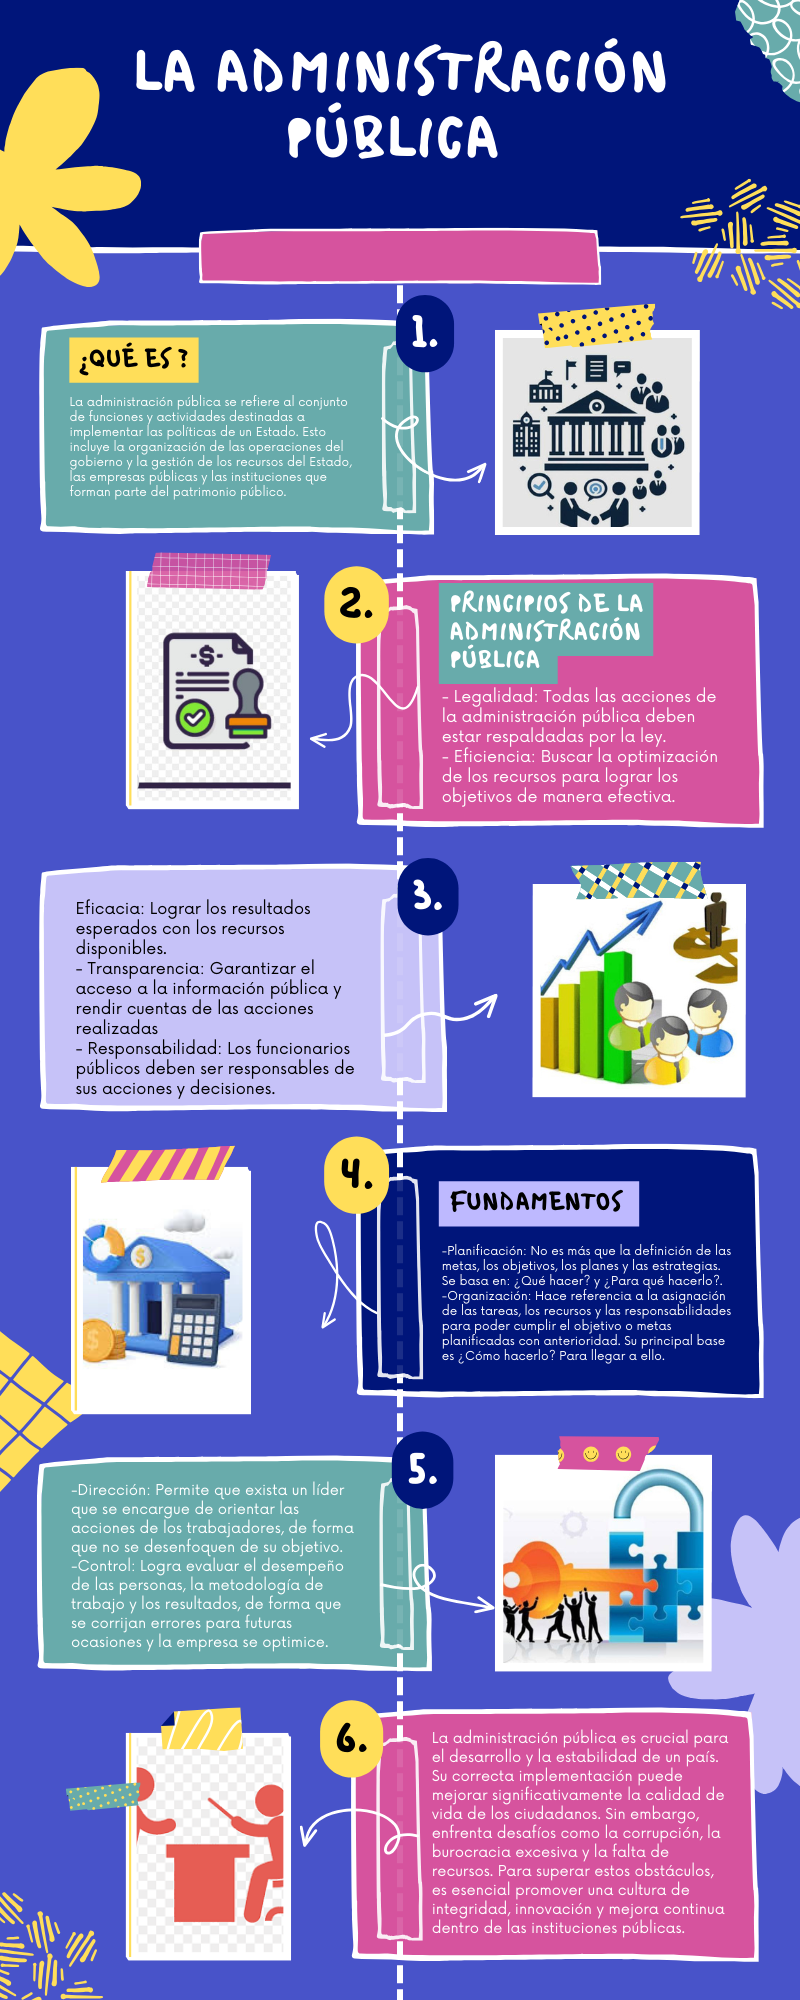 LA ADMINISTRACIÓN
PÚBLICA
1.
¿QUÉ ES ?
La administración pública se refiere al conjunto
de funciones y actividades destinadas a
implementar las políticas de un Estado. Esto
incluye la organización de las operaciones del
gobierno y la gestión de los recursos del Estado,
las empresas públicas y las instituciones que
forman parte del patrimonio público.
2.
PRINCIPIOS DE LA
ADMINISTRACIÓN
PÚBLICA
- Legalidad: Todas las acciones de
la administración pública deben
estar respaldadas por la ley.
- Eficiencia: Buscar la optimización
de los recursos para lograr los
objetivos de manera efectiva.
-$-
3.
Eficacia: Lograr los resultados
esperados con los recursos
disponibles.
- Transparencia: Garantizar el
acceso a la información pública y
rendir cuentas de las acciones
realizadas
- Responsabilidad: Los funcionarios
públicos deben ser responsables de
sus acciones y decisiones.
4.
FUNDAMENTOS
-Planificación: No es más que la definición de las
metas, los objetivos, los planes y las estrategias.
Se basa en: ¿Qué hacer? y ¿Para qué hacerlo?.
-Organización: Hace referencia a la asignación
de las tareas, los recursos y las responsabilidades
para poder cumplir el objetivo o metas
planificadas con anterioridad. Su principal base
es ¿Cómo hacerlo? Para llegar a ello.
$
$
5.
-Dirección: Permite que exista un líder
que se encargue de orientar las
acciones de los trabajadores, de forma
que no se desenfoquen de su objetivo.
-Control: Logra evaluar el desempeño
de las personas, la metodología de
trabajo y los resultados, de forma que
se corrijan errores para futuras
ocasiones y la empresa se optimice.
6.
La administración pública es crucial para
el desarrollo y la estabilidad de un país.
Su correcta implementación puede
mejorar significativamente la calidad de
vida de los ciudadanos. Sin embargo,
enfrenta desafíos como la corrupción, la
burocracia excesiva y la falta de
recursos. Para superar estos obstáculos,
es esencial promover una cultura de
integridad, innovación y mejora continua
dentro de las instituciones públicas.